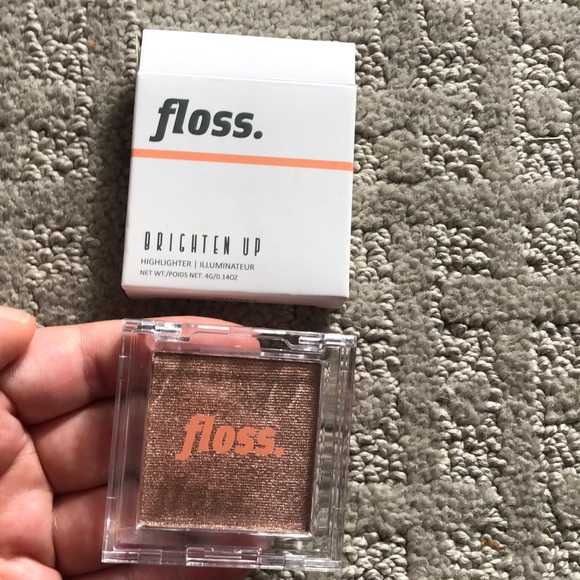 floss.
BRIGHTEN UP
HIGHLIGHTER | ILLUMINATEUR
NET WT./POIDS NET: 4G/0.14OZ
floss.